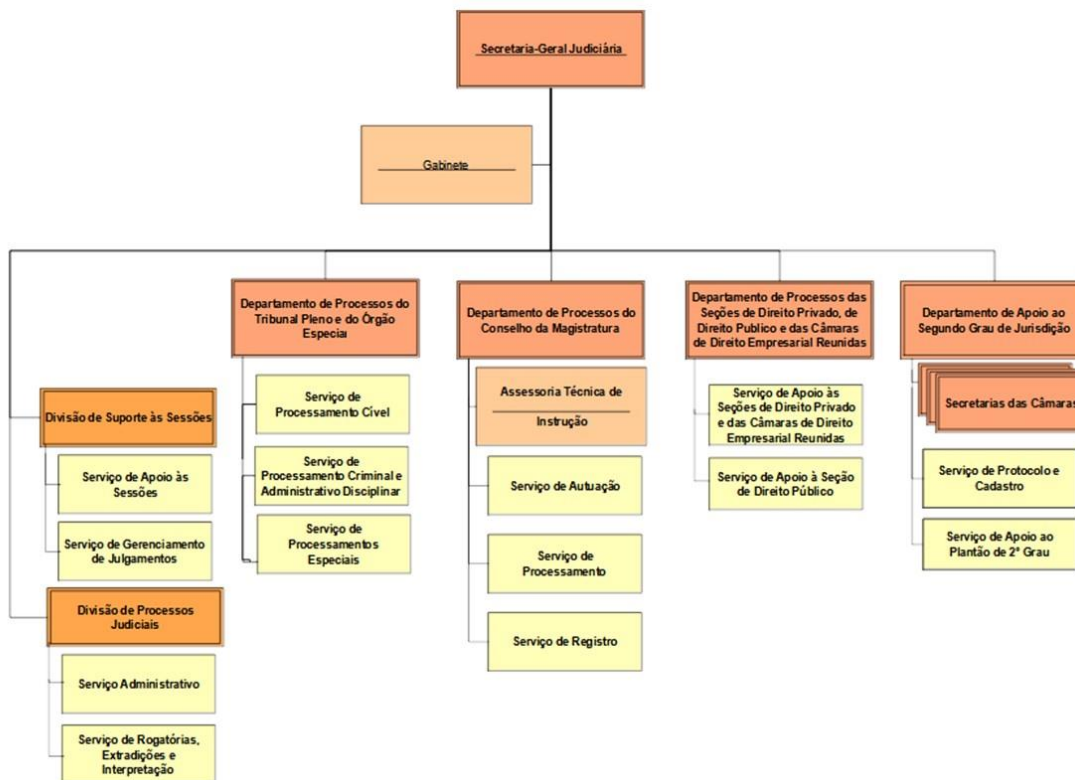 Secretaria-Geral Judiciária
Gabinete
Departamento de Processos do
Tribunal Pleno e do Órgão
Especial
Departamento de Processos do
Conselho da Magistratura
Departamento de Processos das
Seções de Direito Privado, de
Direito Publico e das Câmaras
de Direito Empresarial Reunidas
Departamento de Apoio ao
Segundo Grau de Jurisdição
Divisão de Suporte às Sessões
Serviço de Apoio às
Sessões
Serviço de Gerenciamento
de Julgamentos
Divisão de Processos
Judiciais
Serviço Administrativo
Serviço de Rogatórias,
Extradições e
Interpretação
Serviço de
Processamento Cível
Serviço de
Processamento Criminal e
Administrativo Disciplinar
Serviço de
Processamentos
Especiais
Assessoria Técnica de
Instrução
Serviço de Autuação
Serviço de
Processamento
Serviço de Registro
Serviço de Apoio às
Seções de Direito Privado
e das Câmaras de Direito
Empresarial Reunidas
Serviço de Apoio à Seção
de Direito Público
Secretarias das Câmaras
Serviço de Protocolo e
Cadastro
Serviço de Apoio ao
Plantão de 2º Grau